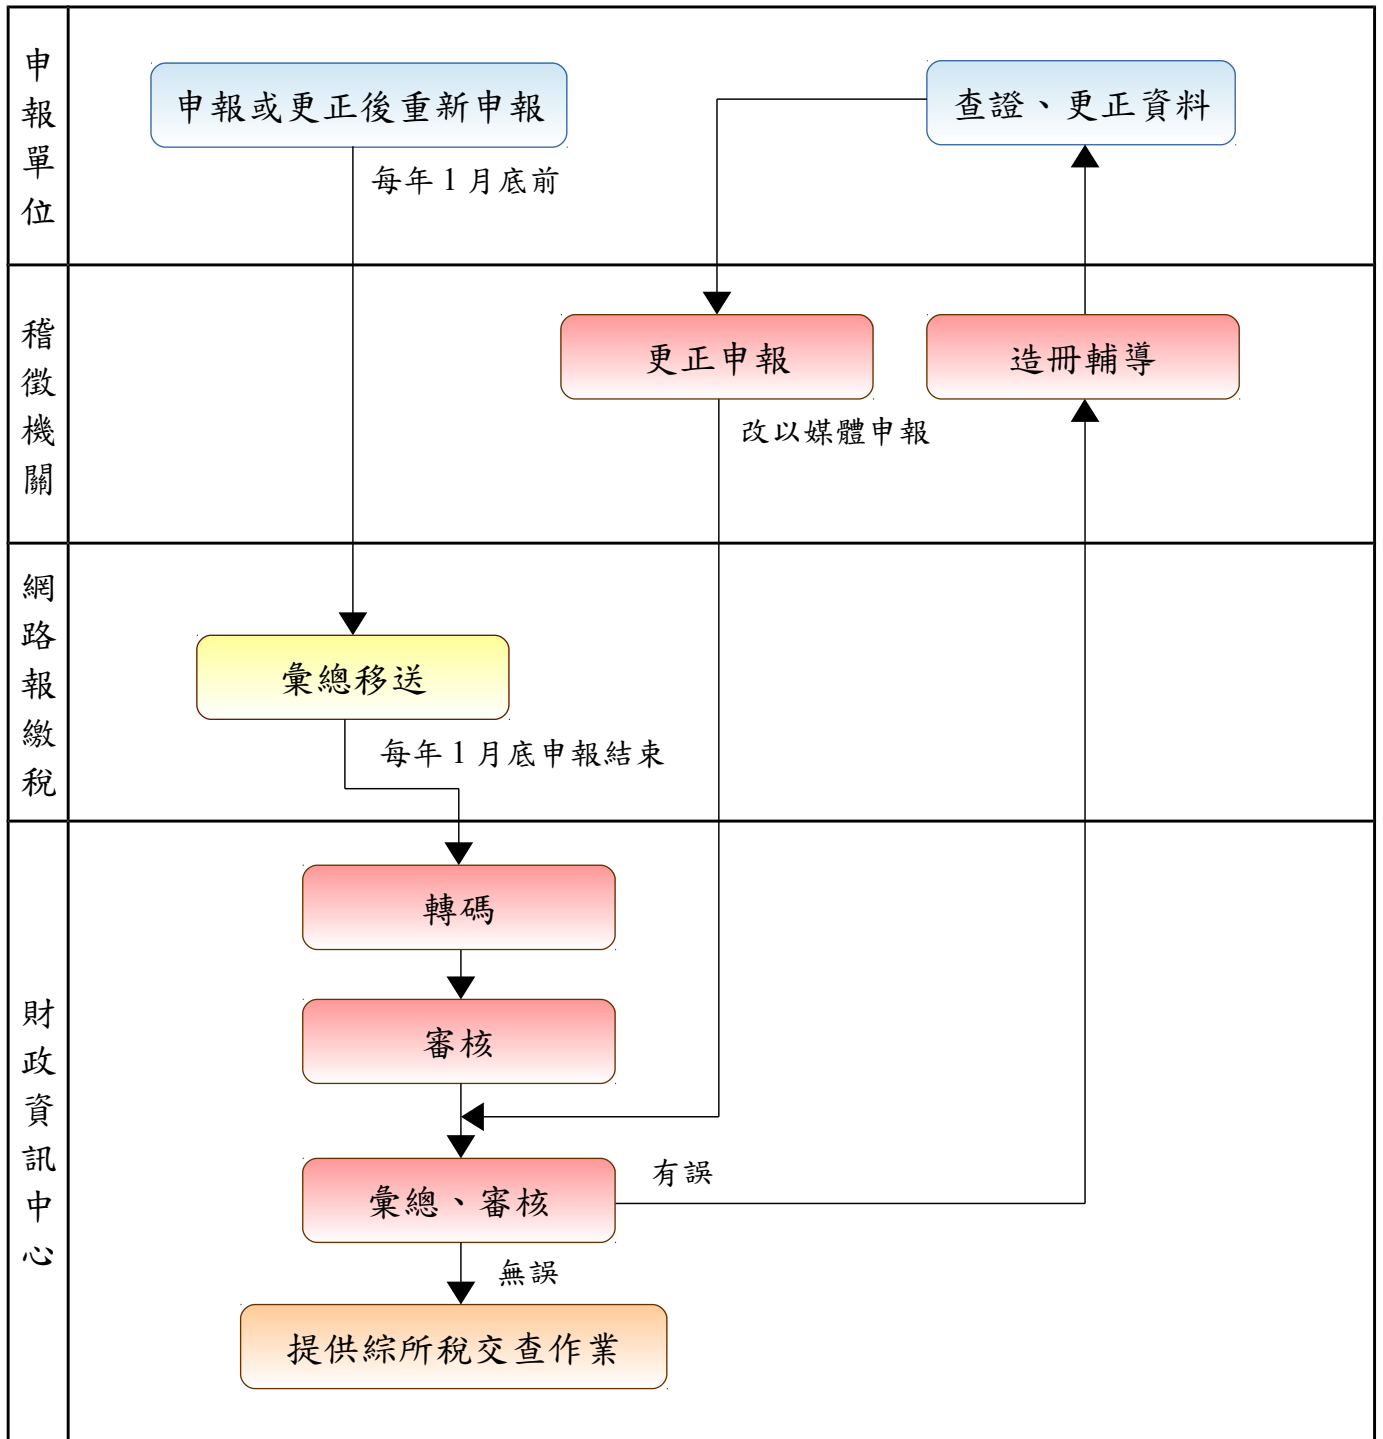 申報單位
申報或更正後重新申報
查證、更正資料
每年1月底前
稽徵機關
更正申報
造冊輔導
改以媒體申報
網路報繳稅
彙總移送
每年1月底申報結束
財政資訊中心
轉碼
審核
彙總、審核
有誤
無誤
提供綜所稅交查作業